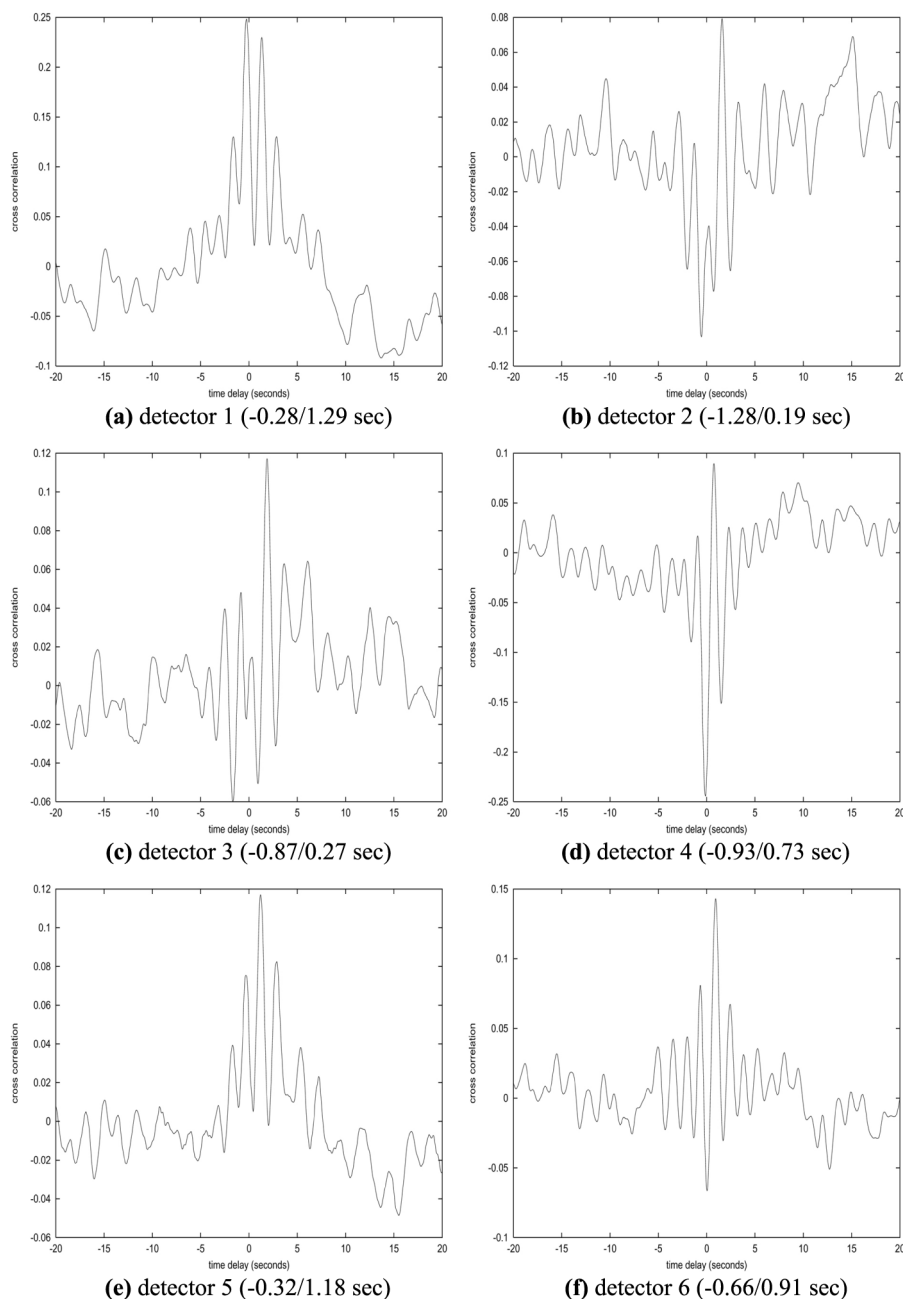 0.25
0.2
0.15
0.1
0.05
0
-0.05
-0.1
cross correlation
-20 -15 -10 -5 0 5 10 15 20
time delay (seconds)
(a) detector 1 (-0.28/1.29 sec)
0.08
0.06
0.04
0.02
0
-0.02
-0.04
-0.06
-0.08
-0.1
0.12
cross correlation
-20 -15 -10 -5 0 5 10 15 20
time delay (seconds)
(b) detector 2 (-1.28/0.19 sec)
0.12
0.1
0.08
0.06
0.04
0.02
0
-0.02
-0.04
-0.06
cross correlation
-20 -15 -10 -5 0 5 10 15 20
time delay (seconds)
(c) detector 3 (-0.87/0.27 sec)
0.1
0.05
0
-0.05
-0.1
-0.15
-0.2
-0.25
cross correlation
-20 -15 -10 -5 0 5 10 15 20
time delay (seconds)
(d) detector 4 (-0.93/0.73 sec)
0.12
0.1
0.08
0.06
0.04
0.02
0
-0.02
-0.04
0.06
cross correlation
-20 -15 -10 -5 0 5 10 15 20
time delay (seconds)
(e) detector 5 (-0.32/1.18 sec)
0.15
0.1
0.05
0
-0.05
-0.1
cross correlation
-20 -15 -10 -5 0 5 10 15 20
time delay (seconds)
(f) detector 6 (-0.66/0.91 sec)